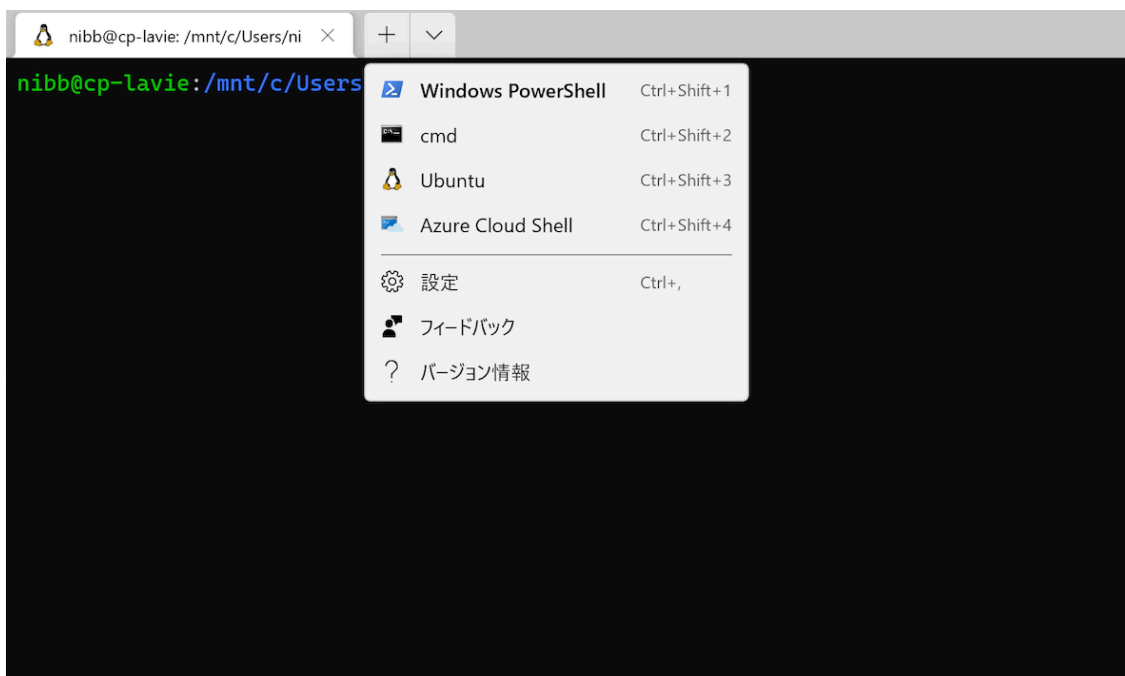 nibb@cp-lavie: /mnt/c/Users/ni
nibb@cp-lavie:/mnt/c/Users
Windows PowerShell Ctrl+Shift+1
cmd Ctrl+Shift+2
Ubuntu Ctrl+Shift+3
Azure Cloud Shell Ctrl+Shift+4
設定 Ctrl+,
フィードバック
バージョン情報